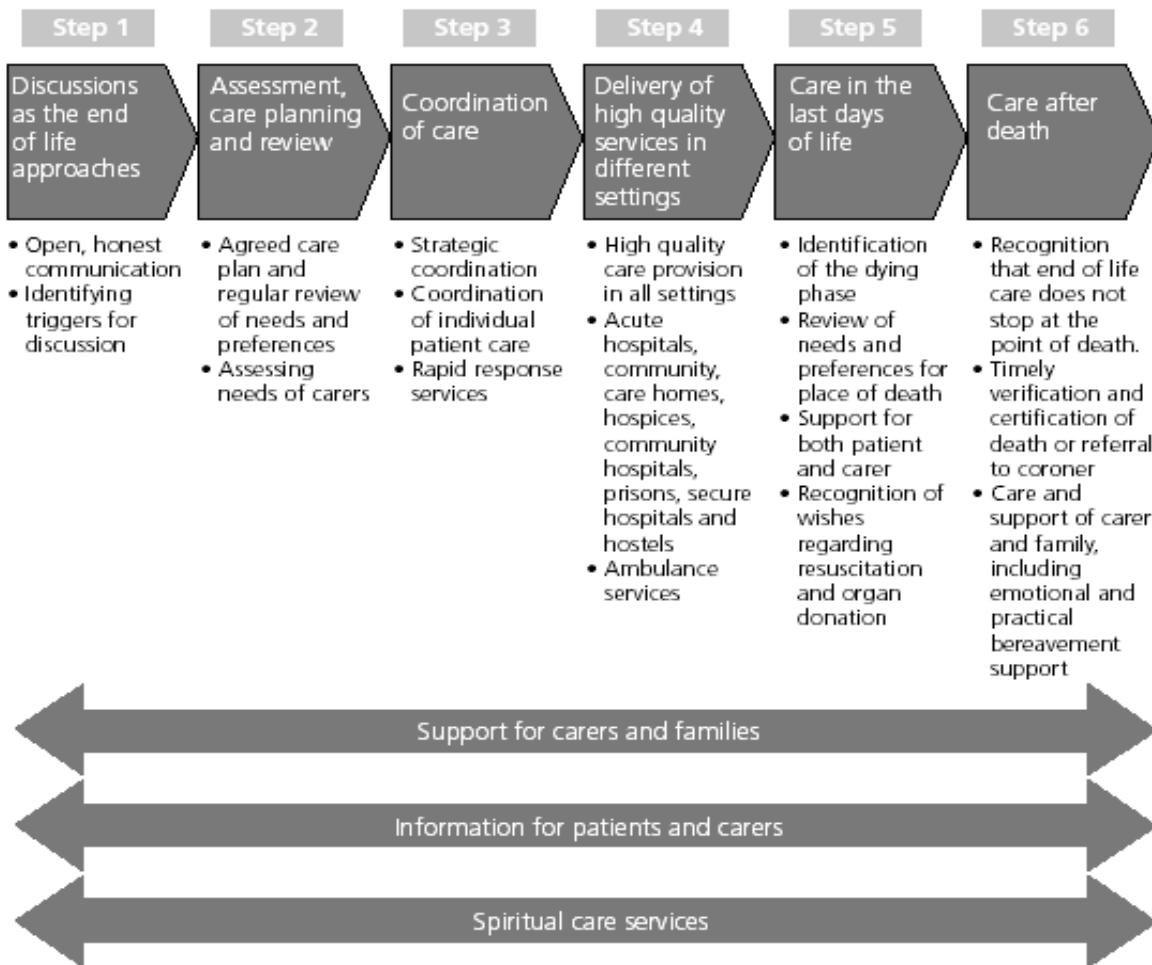 Step 1
Step 2
Step 3
Step 4
Step 5
Step 6
Discussions
as the end
of life
approaches
Assessment,
care planning
and review
Coordination
of care
Delivery of
high quality
services in
different
settings
Care in the
last days
of life
Care after
death
• Open, honest
communication
• Identifying
triggers for
discussion
• Agreed care
plan and
regular review
of needs and
preferences
• Assessing
needs of carers
• Strategic
coordination
• Coordination
of individual
patient care
• Rapid response
services
• High quality
care provision
in all settings
• Acute
hospitals,
community,
care homes,
hospices,
community
hospitals,
prisons, secure
hospitals and
hostels
• Ambulance
services
• Identification
of the dying
phase
• Review of
needs and
preferences for
place of death
• Support for
both patient
and carer
• Recognition of
wishes
regarding
resuscitation
and organ
donation
• Recognition
that end of life
care does not
stop at the
point of death.
• Timely
verification and
certification of
death or referral
to coroner
• Care and
support of carer
and family,
including
emotional and
practical
bereavement
support
Support for carers and families
Information for patients and carers
Spiritual care services